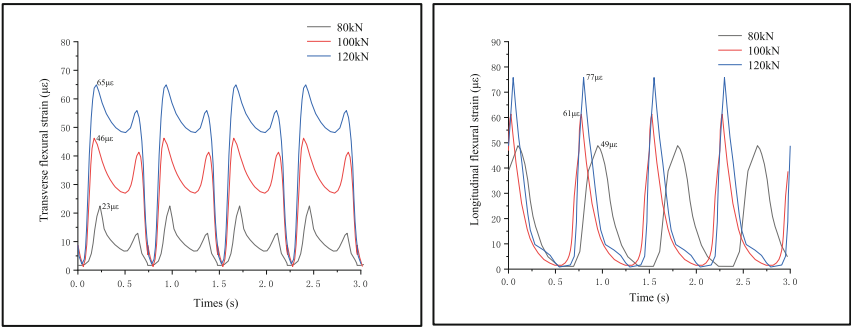 80kN
100kN
120kN
Transverse flexural strain (με)
80
70
60
50
40
30
20
10
0
65με
46με
23με
0.0 0.5 1.0 1.5 2.0 2.5 3.0
Times (s)
80kN
100kN
120kN
Longitudinal flexural strain (με)
90
80
70
60
50
40
30
20
10
0
77με
61με
49με
0.0 0.5 1.0 1.5 2.0 2.5 3.0
Time (s)